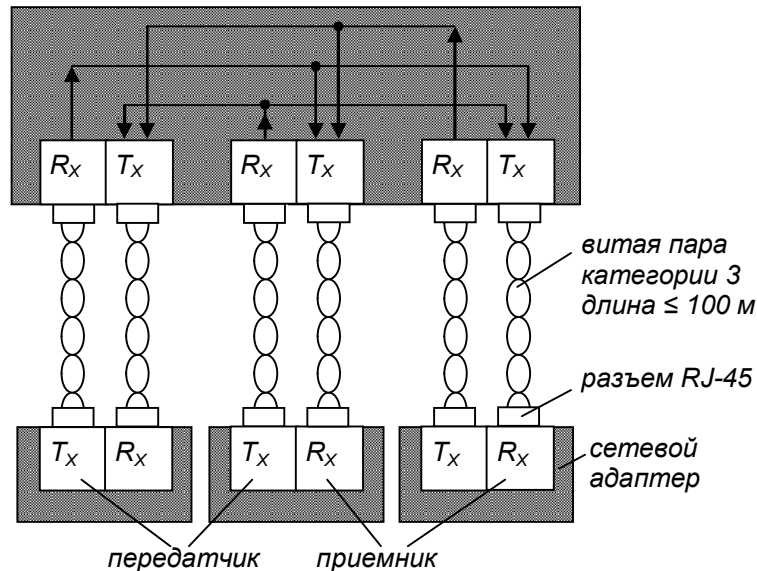 RX TX RX TX RX TX
витая пара
категории 3
длина ≤ 100 м
разъем RJ-45
TX RX TX RX TX RX
сетевой
адаптер
передатчик приемник